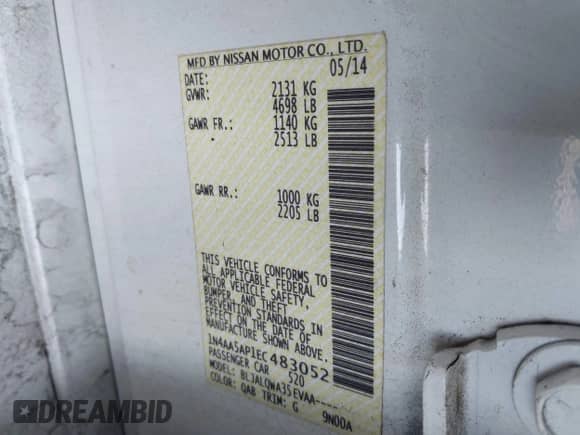 MFD BY NISSAN MOTOR CO., LTD.
DATE: 05/14
GVWR: 2131 KG
4698 LB
GAWR FR.: 1140 KG
2513 LB
GAWR RR.: 1000 KG
2205 LB
THIS VEHICLE CONFORMS TO
ALL APPLICABLE FEDERAL
MOTOR VEHICLE SAFETY,
BUMPER, AND THEFT
PREVENTION STANDARDS IN
EFFECT ON THE DATE OF
MANUFACTURE SHOWN ABOVE.
1N4AA5AP1EC483052
PASSENGER CAR 520
MODEL: BLJALQWA35EVAA-
COLOR: QAB TRIM: G 9N00A
DREAMBID